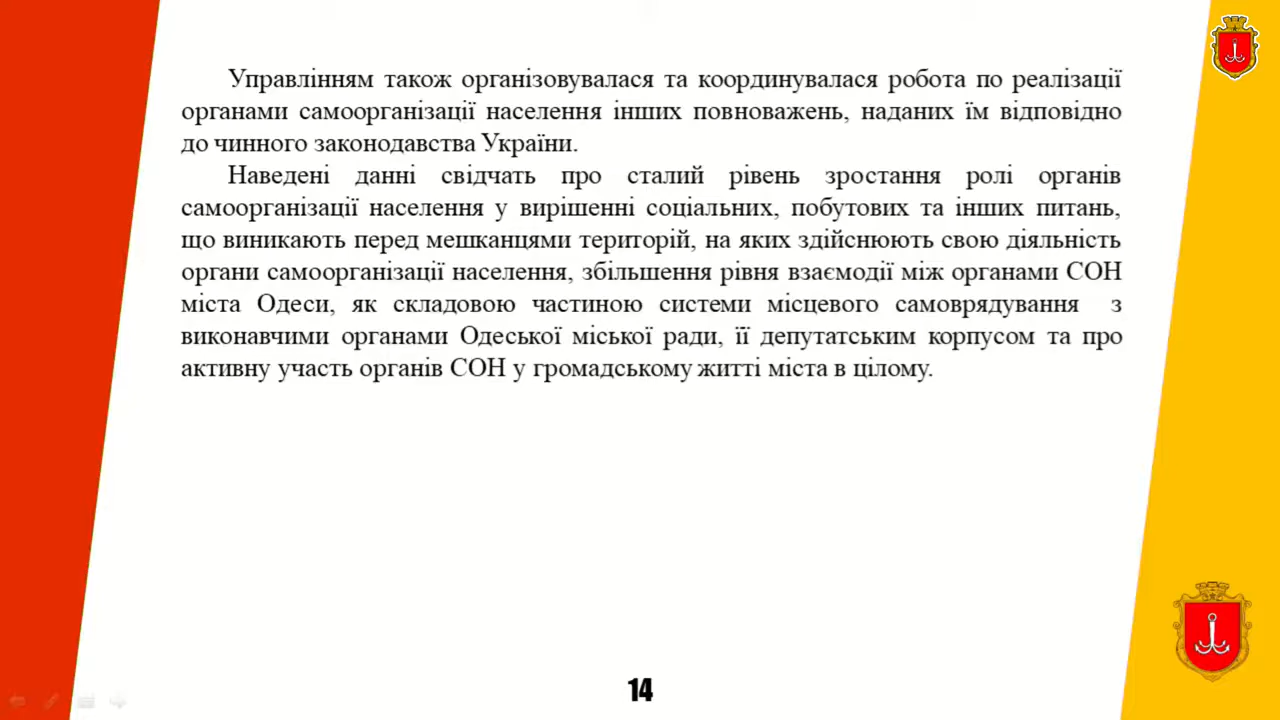 Управлінням також організовувалася та координувалася робота по реалізації
органами самоорганізації населення інших повноважень, наданих їм відповідно
до чинного законодавства України.
Наведені данні свідчать про сталий рівень зростання ролі органів
самоорганізації населення у вирішенні соціальних, побутових та інших питань,
що виникають перед мешканцями територій, на яких здійснюють свою діяльність
органи самоорганізації населення, збільшення рівня взаємодії між органами СОН
міста Одеси, як складовою частиною системи місцевого самоврядування з
виконавчими органами Одеської міської ради, її депутатським корпусом та про
активну участь органів СОН у громадському житті міста в цілому.
14